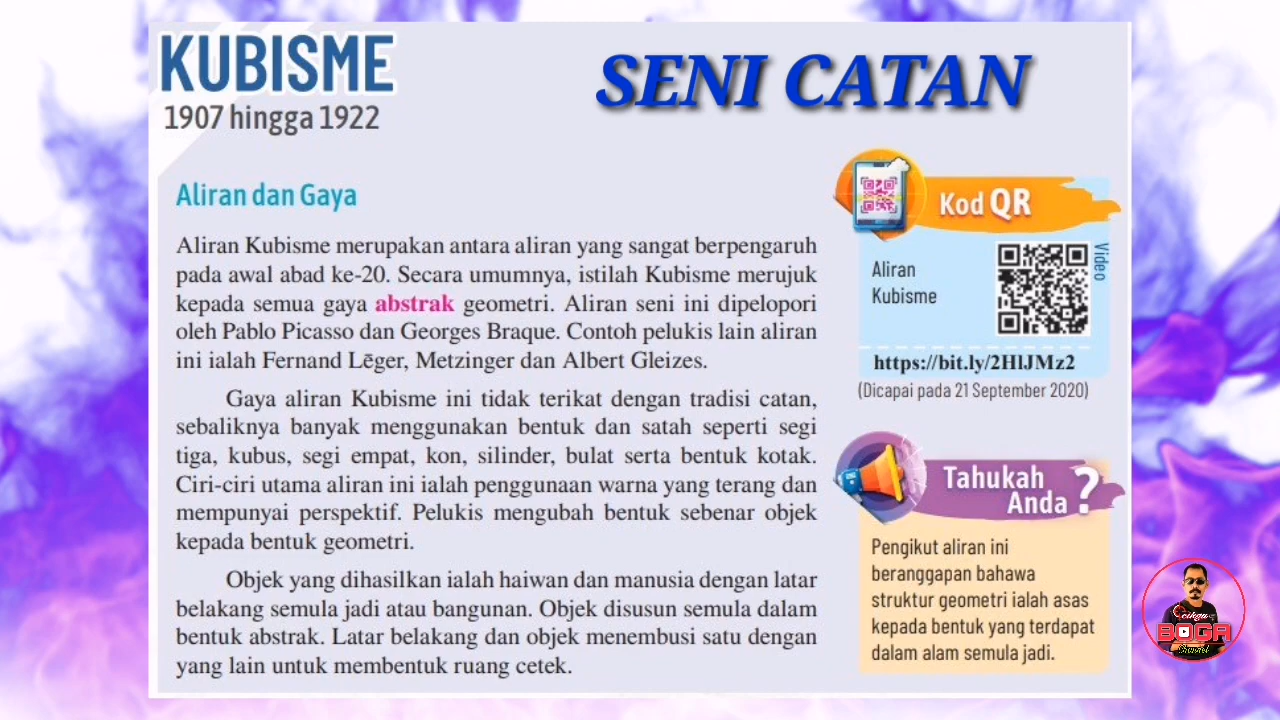 KUBISME
1907 hingga 1922
SENI CATAN
Aliran dan Gaya
Aliran Kubisme merupakan antara aliran yang sangat berpengaruh
pada awal abad ke-20. Secara umumnya, istilah Kubisme merujuk
kepada semua gaya abstrak geometri. Aliran seni ini dipelopori
oleh Pablo Picasso dan Georges Braque. Contoh pelukis lain aliran
ini ialah Fernand Lēger, Metzinger dan Albert Gleizes.
Gaya aliran Kubisme ini tidak terikat dengan tradisi catan,
sebaliknya banyak menggunakan bentuk dan satah seperti segi
tiga, kubus, segi empat, kon, silinder, bulat serta bentuk kotak.
Ciri-ciri utama aliran ini ialah penggunaan warna yang terang dan
mempunyai perspektif. Pelukis mengubah bentuk sebenar objek
kepada bentuk geometri.
Objek yang dihasilkan ialah haiwan dan manusia dengan latar
belakang semula jadi atau bangunan. Objek disusun semula dalam
bentuk abstrak. Latar belakang dan objek menembusi satu dengan
yang lain untuk membentuk ruang cetek.
Kod QR
Aliran
Kubisme
Video
https://bit.ly/2HlJMz2
(Dicapai pada 21 September 2020)
Tahukah
Anda ?
Pengikut aliran ini
beranggapan bahawa
struktur geometri ialah asas
kepada bentuk yang terdapat
dalam alam semula jadi.
Cikgu
BOGA
Channel